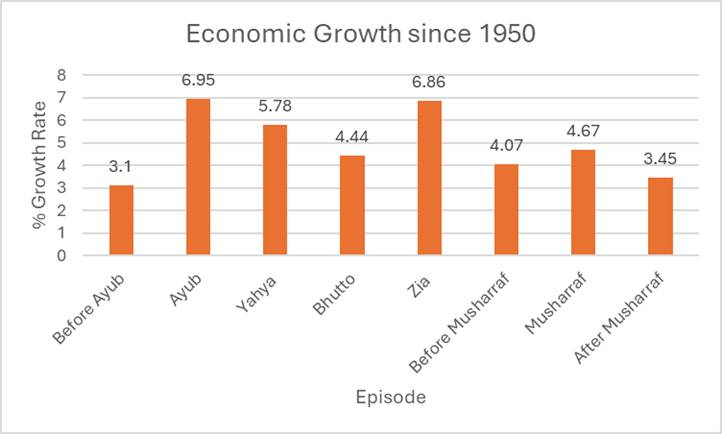 Economic Growth since 1950
% Growth Rate
8
7
6
5
4
3
2
1
0
3.1
6.95
5.78
4.44
6.86
4.07
4.67
3.45
Before Ayub
Ayub
Yahya
Bhutto
Zia
Before Musharraf
Musharraf
After Musharraf
Episode